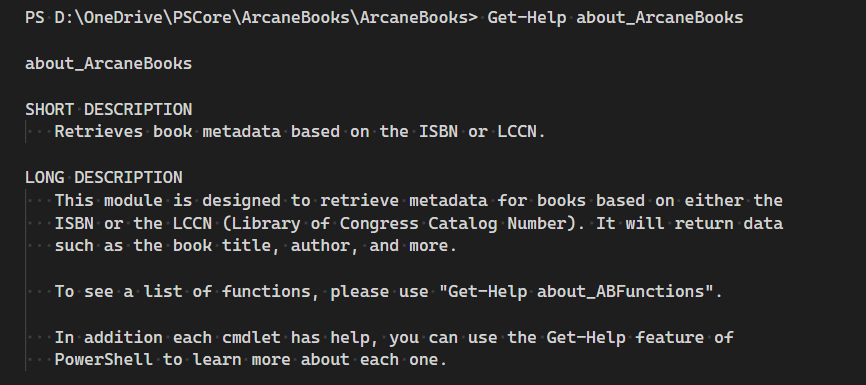 PS D:\OneDrive\PSCore\ArcaneBooks\ArcaneBooks> Get-Help about_ArcaneBooks
about_ArcaneBooks
SHORT DESCRIPTION
Retrieves book metadata based on the ISBN or LCCN.
LONG DESCRIPTION
This module is designed to retrieve metadata for books based on either the
ISBN or the LCCN (Library of Congress Catalog Number). It will return data
such as the book title, author, and more.
To see a list of functions, please use "Get-Help about_ABFunctions".
In addition each cmdlet has help, you can use the Get-Help feature of
PowerShell to learn more about each one.